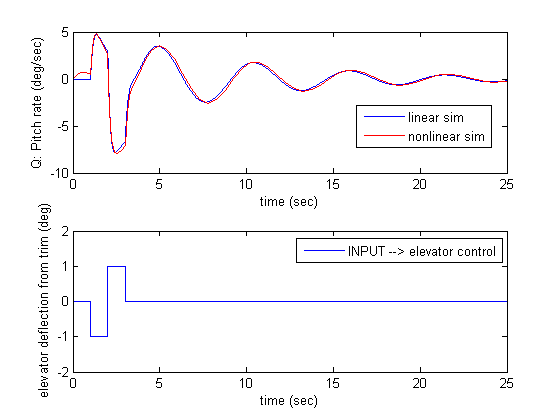 5
0
-5
-10
Q: Pitch rate (deg/sec)
linear sim
nonlinear sim
0 5 10 15 20 25
time (sec)
2
1
0
-1
-2
elevator deflection from trim (deg)
INPUT --> elevator control
0 5 10 15 20 25
time (sec)